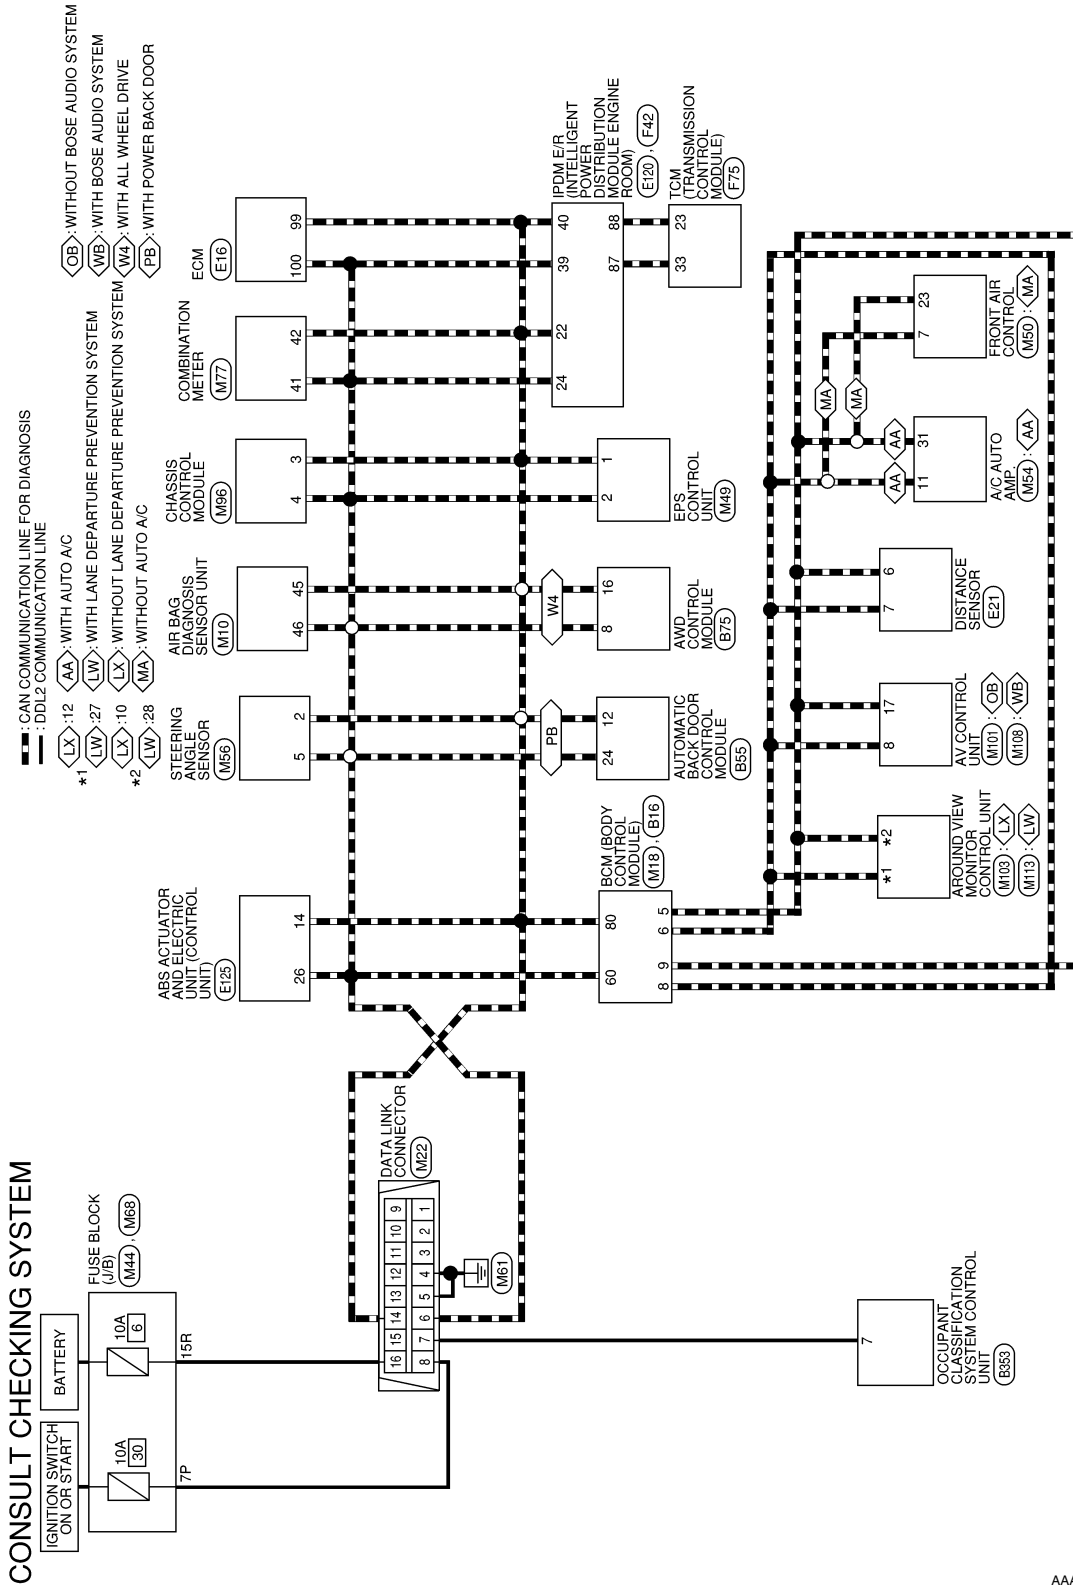 CONSULT CHECKING SYSTEM
: CAN COMMUNICATION LINE FOR DIAGNOSIS
: DDL2 COMMUNICATION LINE
*1
LX :12
LW :27
*2
LX :10
LW :28
AA : WITH AUTO A/C
LW : WITH LANE DEPARTURE PREVENTION SYSTEM
LX : WITHOUT LANE DEPARTURE PREVENTION SYSTEM
MA : WITHOUT AUTO A/C
OB : WITHOUT BOSE AUDIO SYSTEM
WB : WITH BOSE AUDIO SYSTEM
W4 : WITH ALL WHEEL DRIVE
PB : WITH POWER BACK DOOR
IGNITION SWITCH
ON OR START
BATTERY
FUSE BLOCK
(J/B)
M44 , M68
10A
30
10A
6
7P
15R
DATA LINK
CONNECTOR
M22
16 15 14 13 12 11 10 9
8 7 6 5 4 3 2 1
M61
7
OCCUPANT
CLASSIFICATION
SYSTEM CONTROL
UNIT
B353
ABS ACTUATOR
AND ELECTRIC
UNIT (CONTROL
UNIT)
E125
26 14
STEERING
ANGLE
SENSOR
M56
5 2
AIR BAG
DIAGNOSIS
SENSOR UNIT
M10
46 45
CHASSIS
CONTROL
MODULE
M96
4 3
COMBINATION
METER
M77
41 42
ECM
E16
100 99
60 80
8 9 6 5
BCM (BODY
CONTROL
MODULE)
M18 , B16
PB
24 12
AUTOMATIC
BACK DOOR
CONTROL
MODULE
B55
W4
8 16
AWD
CONTROL
MODULE
B75
2 1
EPS
CONTROL
UNIT
M49
24 22 39 40
87 88
IPDM E/R
(INTELLIGENT
POWER
DISTRIBUTION
MODULE ENGINE
ROOM)
E120 , F42
33 23
TCM
(TRANSMISSION
CONTROL
MODULE)
F75
*1 *2
AROUND VIEW
MONITOR
CONTROL UNIT
M103 : LX
M113 : LW
8 17
AV CONTROL
UNIT
M101 : OB
M108 : WB
7 6
DISTANCE
SENSOR
E21
AA AA
11 31
A/C AUTO
AMP.
M54 : AA
MA MA
7 23
FRONT AIR
CONTROL
M50 : MA
AAA